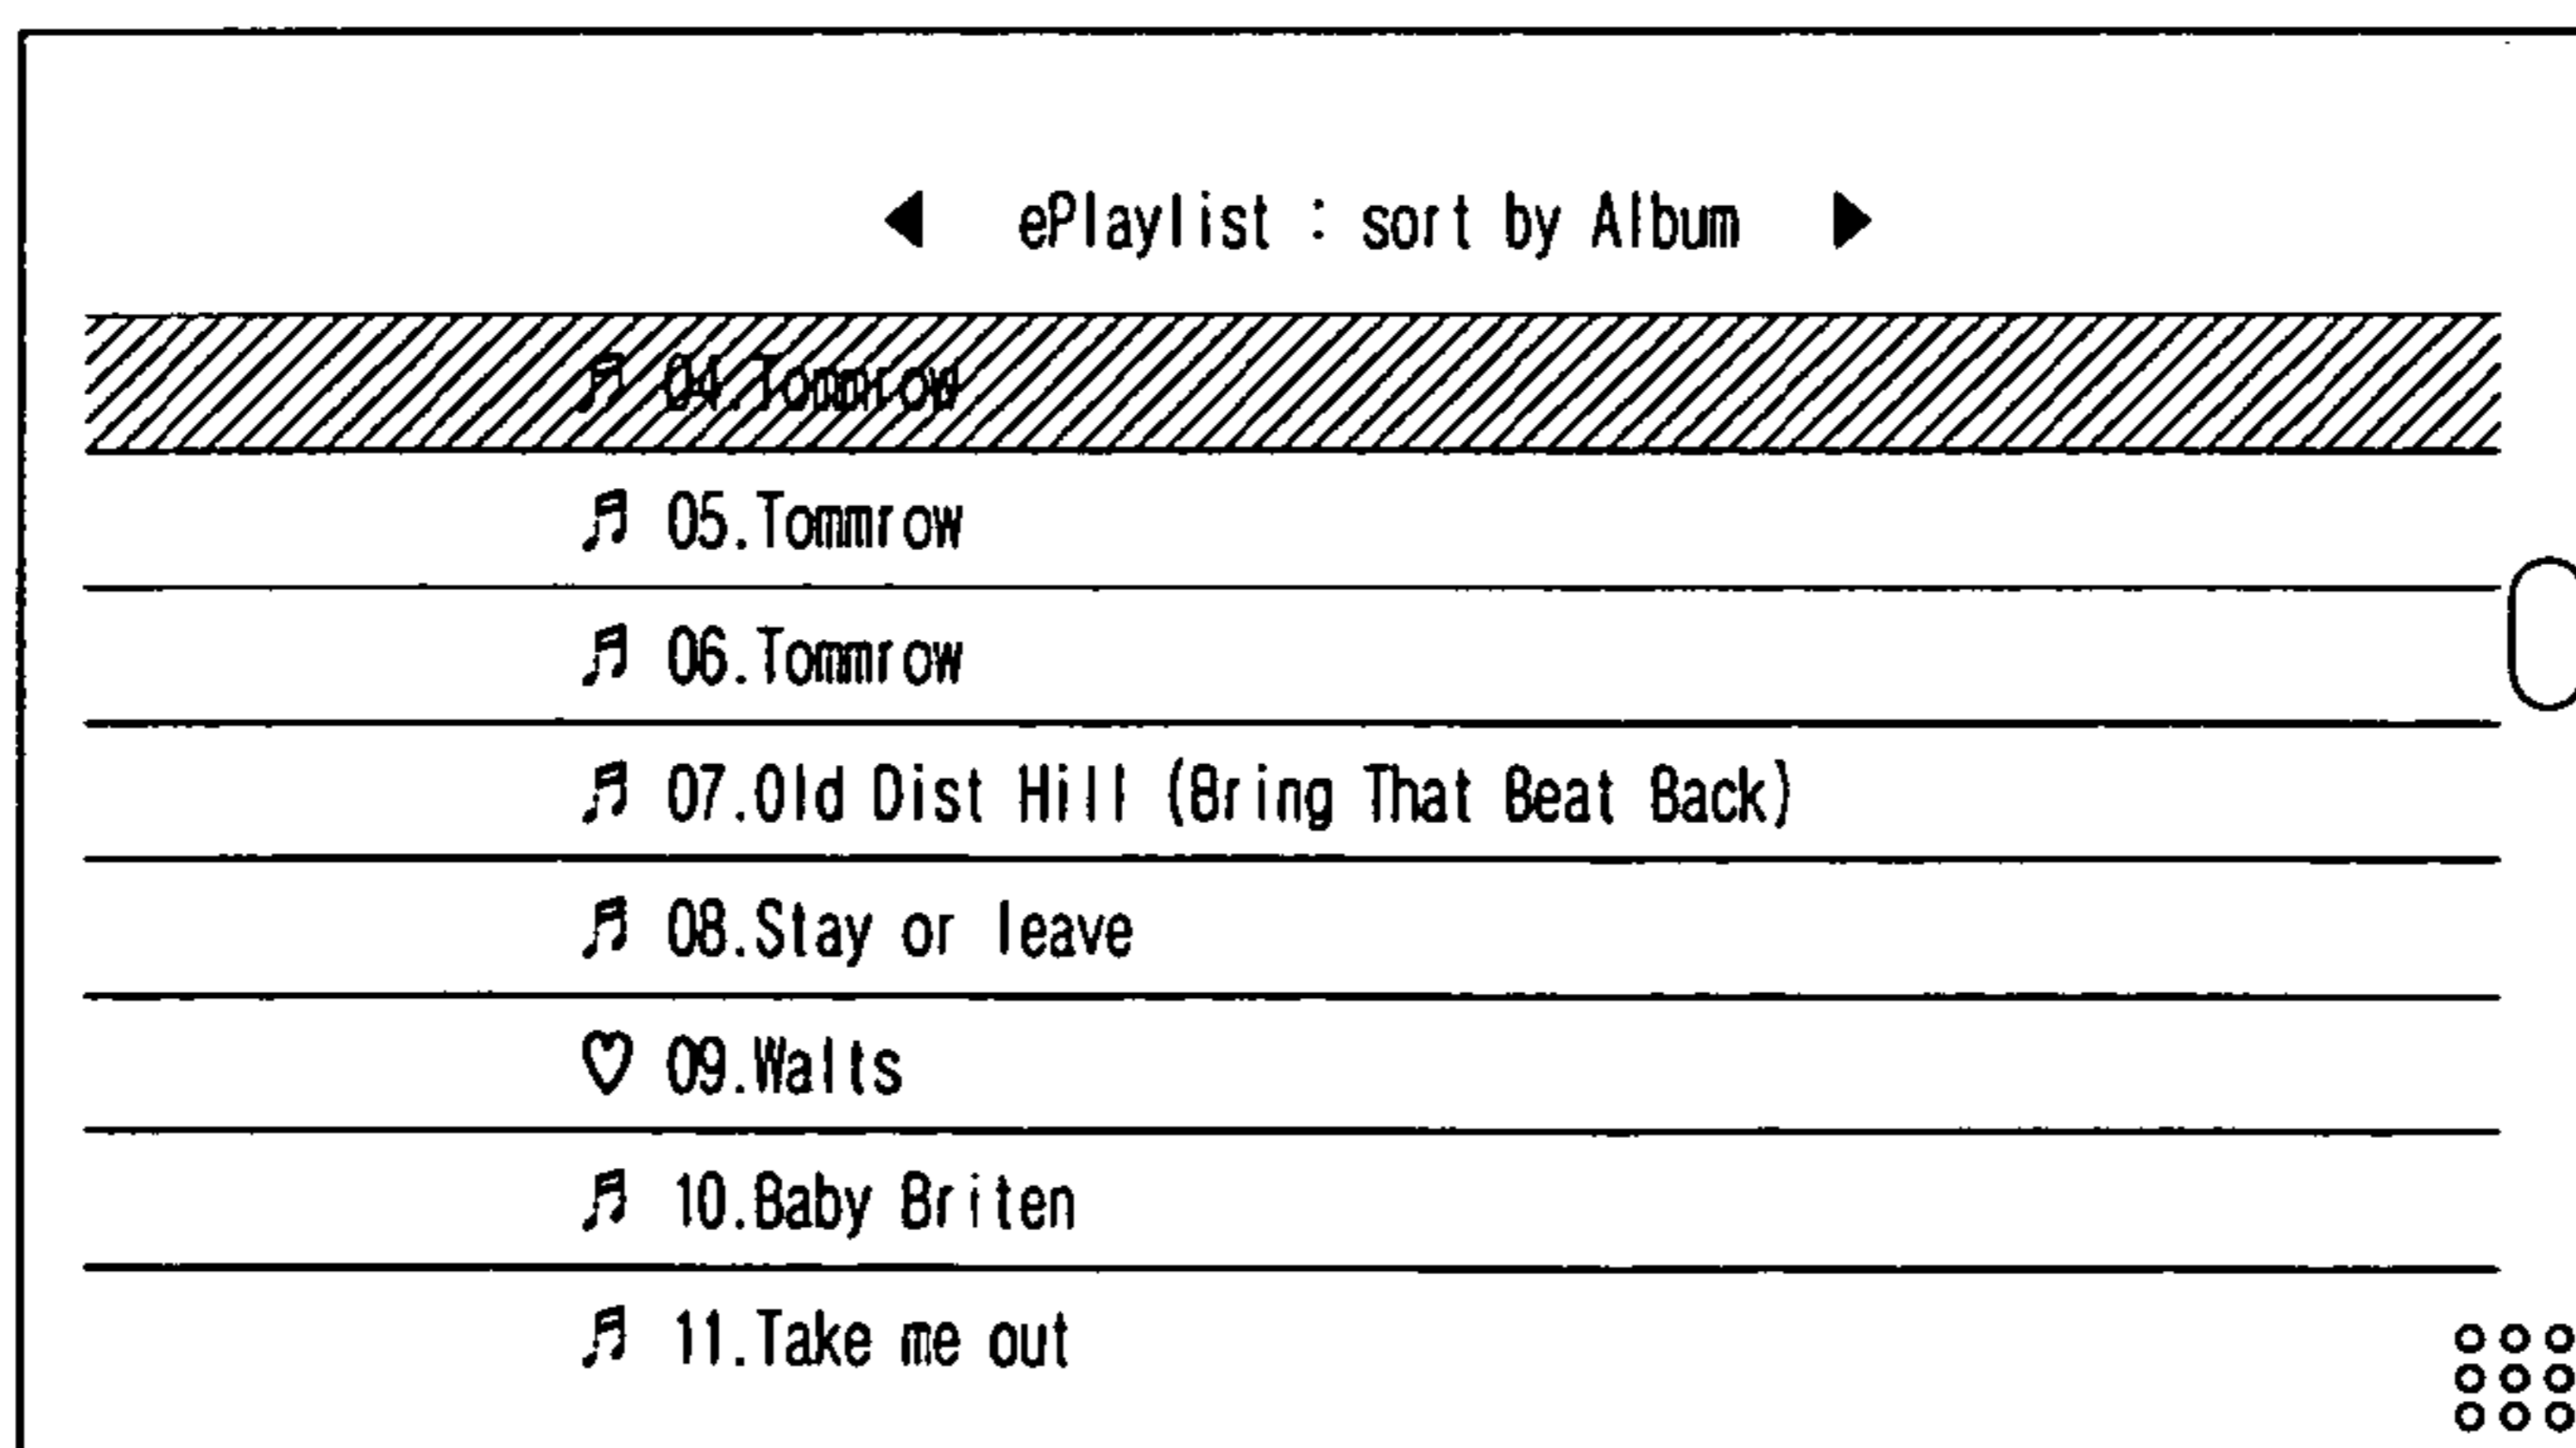 ◀ ePlaylist : sort by Album ▶
♬ 04.Tommrow
♬ 05.Tommrow
♬ 06.Tommrow
♬ 07.Old Dist Hill (Bring That Beat Back)
♬ 08.Stay or leave
♡ 09.Walts
♬ 10.Baby Briten
♬ 11.Take me out